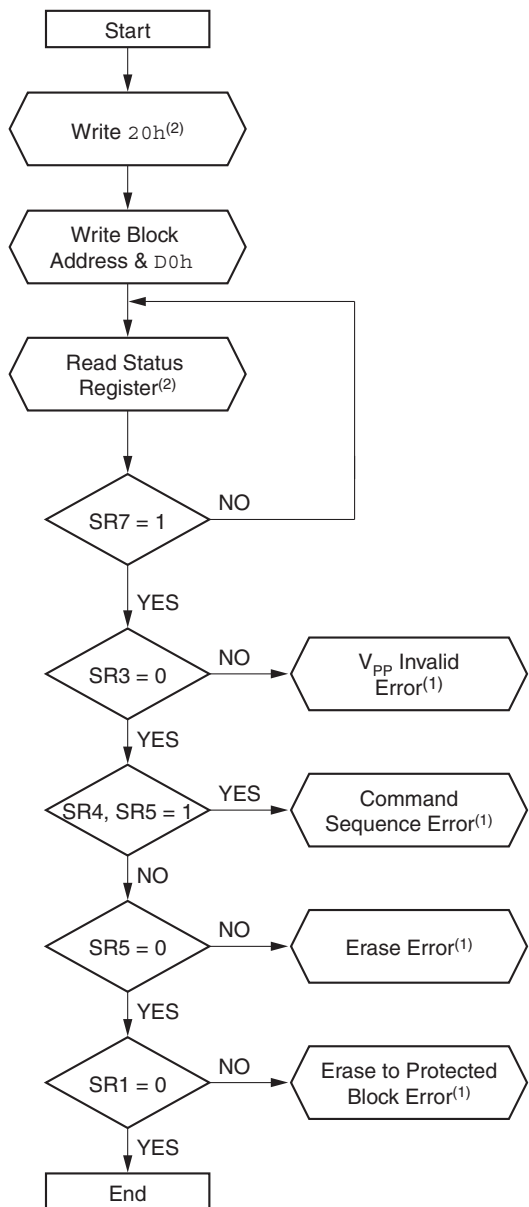 Start
Write 20h(2)
Write Block
Address & D0h
Read Status
Register(2)
SR7 = 1
NO
YES
SR3 = 0
NO
VPP Invalid
Error(1)
YES
SR4, SR5 = 1
YES
Command
Sequence Error(1)
NO
SR5 = 0
NO
Erase Error(1)
YES
SR1 = 0
NO
Erase to Protected
Block Error(1)
YES
End